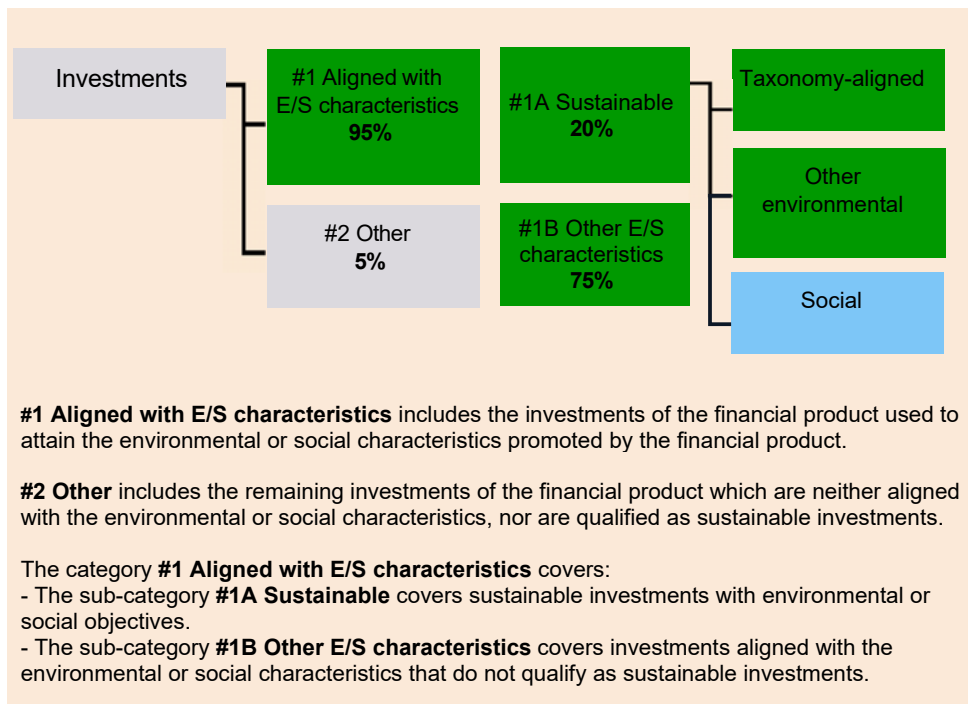 Investments
#1 Aligned with
E/S characteristics
95%
#2 Other
5%
#1A Sustainable
20%
#1B Other E/S
characteristics
75%
Taxonomy-aligned
Other
environmental
Social
#1 Aligned with E/S characteristics includes the investments of the financial product used to
attain the environmental or social characteristics promoted by the financial product.
#2 Other includes the remaining investments of the financial product which are neither aligned
with the environmental or social characteristics, nor are qualified as sustainable investments.
The category #1 Aligned with E/S characteristics covers:
- The sub-category #1A Sustainable covers sustainable investments with environmental or
social objectives.
- The sub-category #1B Other E/S characteristics covers investments aligned with the
environmental or social characteristics that do not qualify as sustainable investments.